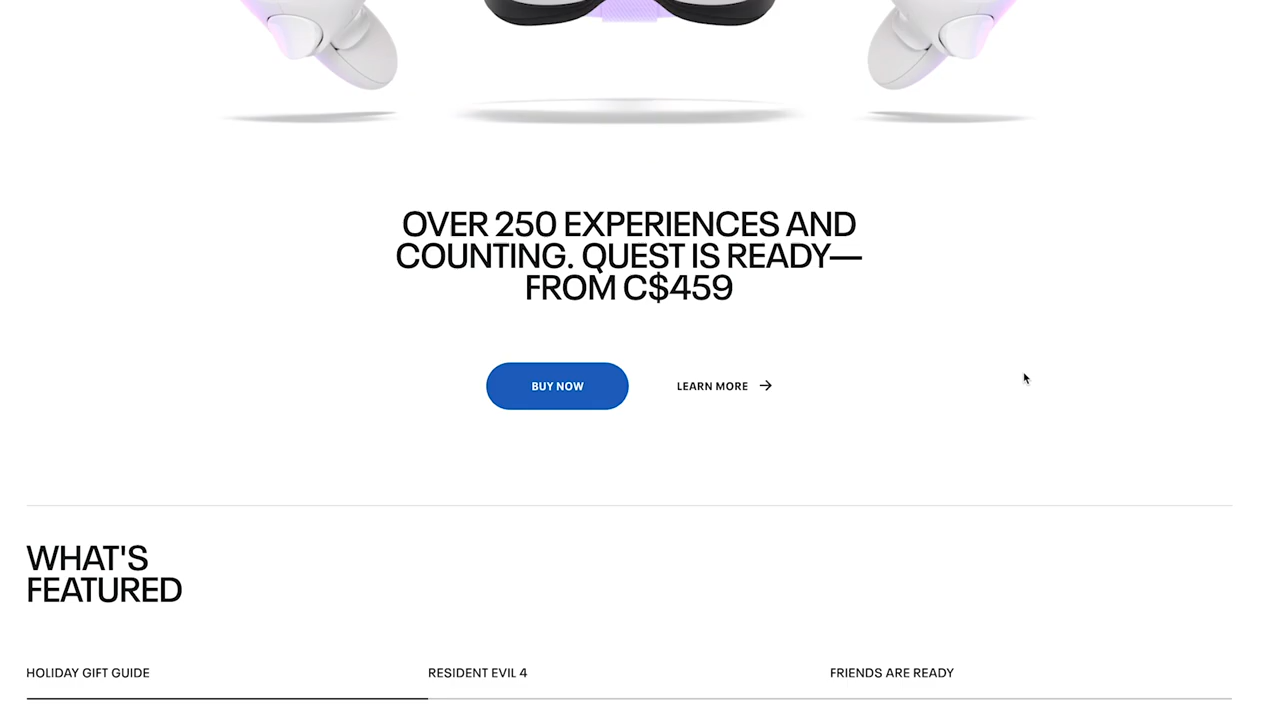 OVER 250 EXPERIENCES AND
COUNTING. QUEST IS READY—
FROM C$459
BUY NOW
LEARN MORE
WHAT'S
FEATURED
HOLIDAY GIFT GUIDE
RESIDENT EVIL 4
FRIENDS ARE READY